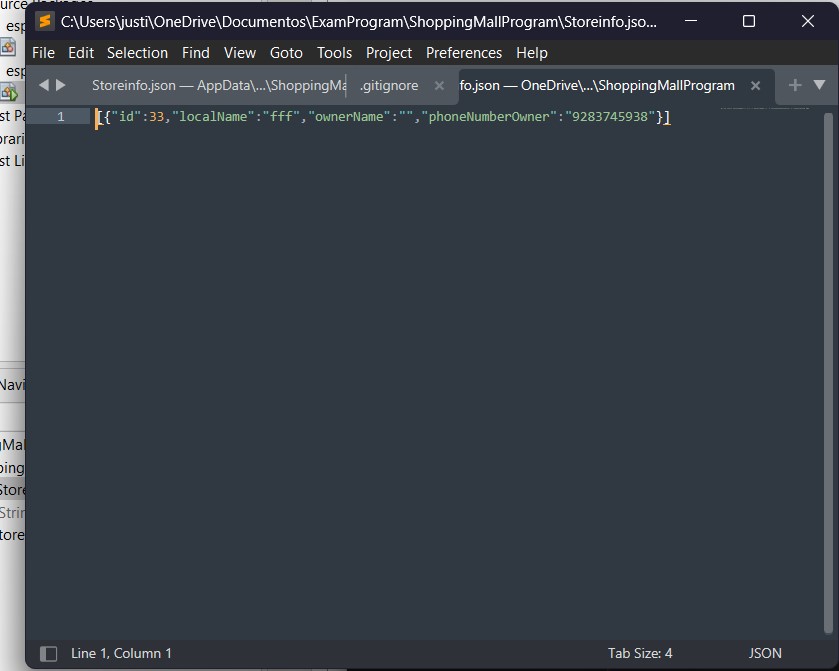 C:\Users\justi\OneDrive\Documentos\ExamProgram\ShoppingMallProgram\Storeinfo.jso...
File Edit Selection Find View Goto Tools Project Preferences Help
Storeinfo.json — AppData\...\ShoppingMa
.gitignore
fo.json — OneDrive\...\ShoppingMallProgram
1 [{"id":33,"localName":"fff","ownerName":"","phoneNumberOwner":"9283745938"}]
esp
esp
st Pa
orari
st Li
Navi
gMal
ping
Store
Strin
tore
Line 1, Column 1
Tab Size: 4
JSON